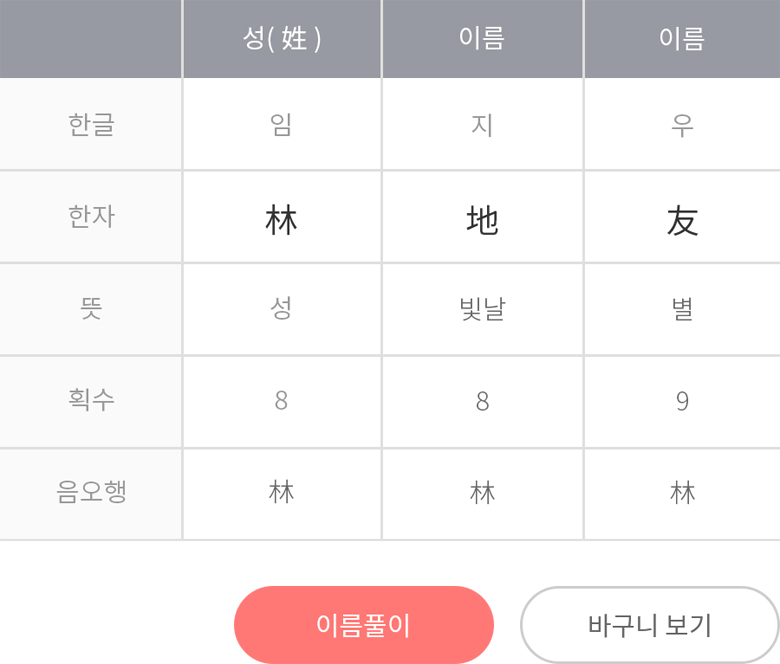 성( 姓 ) 이름 이름
한글 임 지 우
한자 林 地 友
뜻 성 빛날 별
획수 8 8 9
음오행 林 林 林
이름풀이 바구니 보기